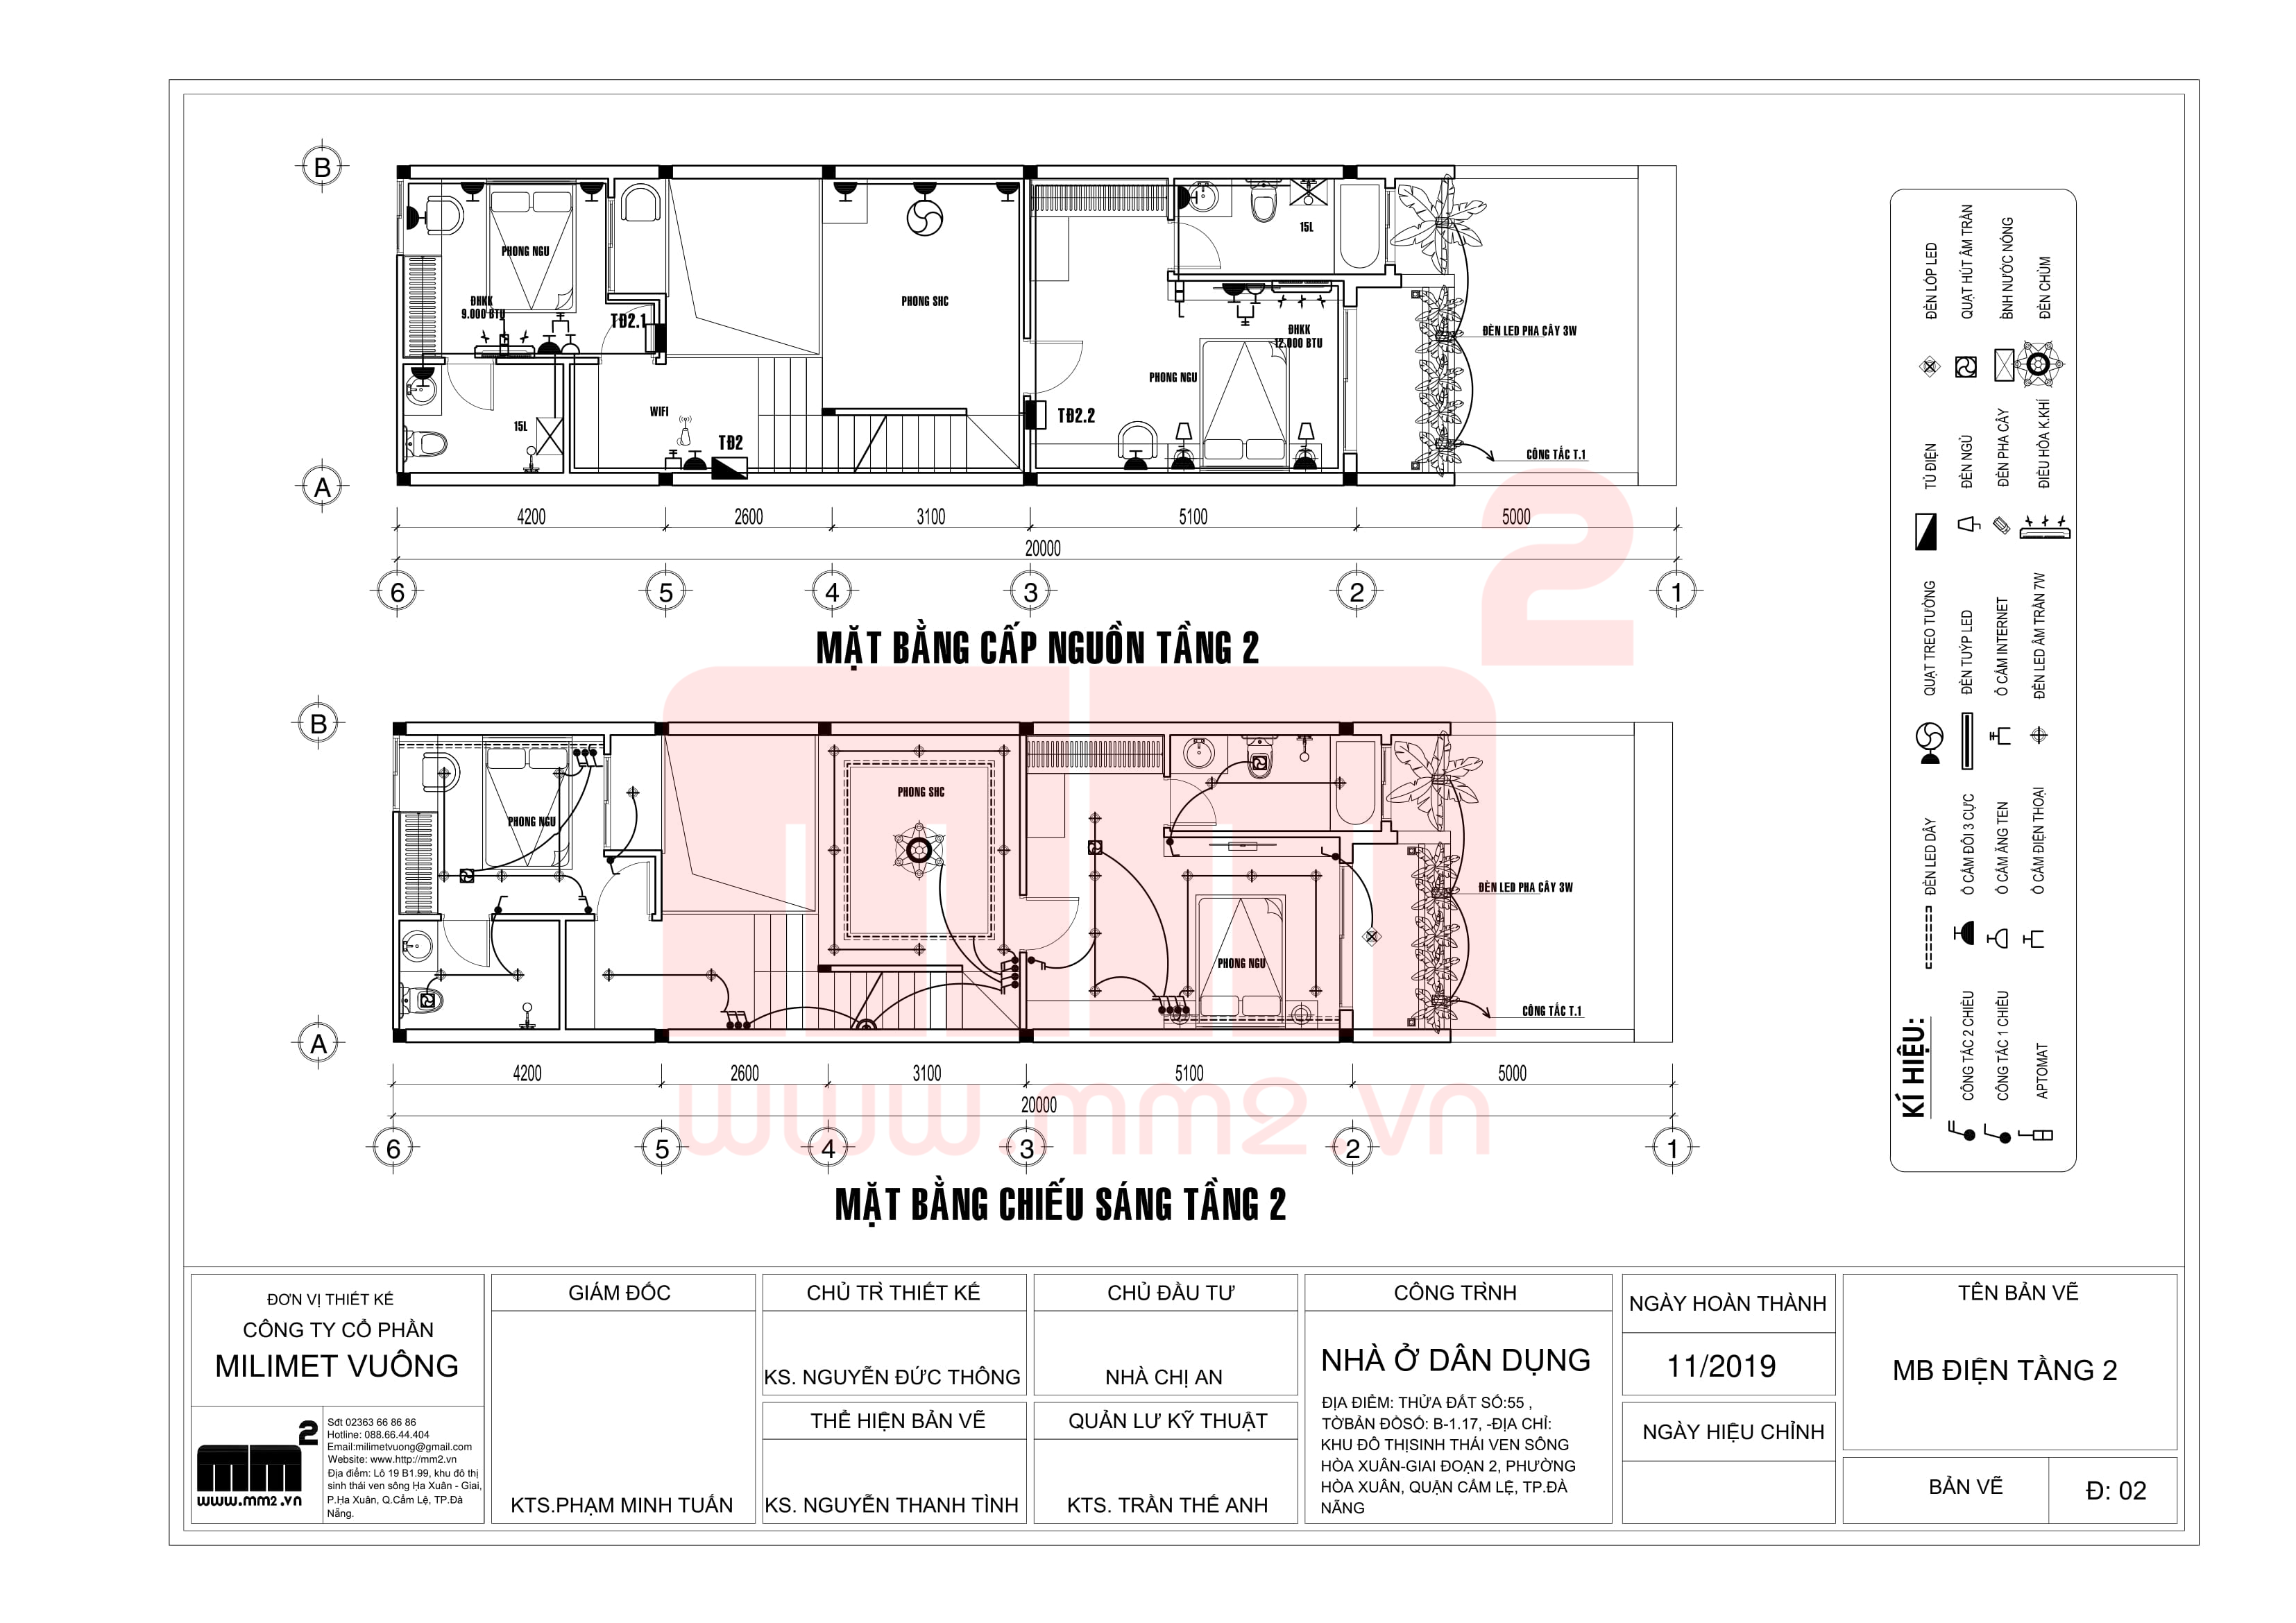 B
PHONG NGU
ĐHKK
9.000 BTU
TĐ2.1
15L
WIFI
TĐ2
PHONG SHC
TĐ2.2
15L
ĐHKK
12.000 BTU
PHONG NGU
ĐÈN LED PHA CÂY 3W
CÔNG TẮC T.1
A
4200 2600 3100 5100 5000
20000
6 5 4 3 2 1
MẶT BẰNG CẤP NGUỒN TẦNG 2
B
PHONG NGU
PHONG SHC
PHONG NGU
ĐÈN LED PHA CÂY 3W
CÔNG TẮC T.1
A
4200 2600 3100 5100 5000
20000
6 5 4 3 2 1
MẶT BẰNG CHIẾU SÁNG TẦNG 2
mm2
www.mm2.vn
KÍ HIỆU:
CÔNG TẮC 2 CHIỀU
CÔNG TẮC 1 CHIỀU
APTOMAT
ĐÈN LED DÂY
Ổ CẮM ĐÔI 3 CỰC
Ổ CẮM ĂNG TEN
Ổ CẮM ĐIỆN THOẠI
QUẠT TREO TƯỜNG
ĐÈN TUÝP LED
Ổ CẮM INTERNET
ĐÈN LED ÂM TRẦN 7W
TỦ ĐIỆN
ĐÈN NGỦ
ĐÈN PHA CÂY
ĐIỀU HÒA K.KHÍ
ĐÈN LỐP LED
QUẠT HÚT ÂM TRẦN
BNH NƯỚC NÓNG
ĐÈN CHÙM
ĐƠN VỊ THIẾT KẾ
CÔNG TY CỔ PHẦN
MILIMET VUÔNG
mm2
www.mm2.vn
Sđt 02363 66 86 86
Hotline: 088.66.44.404
Email:milimetvuong@gmail.com
Website: www.http://mm2.vn
Địa điểm: Lô 19 B1.99, khu đô thị
sinh thái ven sông Hạ Xuân - Giai,
P.Hạ Xuân, Q.Cẩm Lệ, TP.Đà
Nẵng.
GIÁM ĐỐC
KTS.PHẠM MINH TUẤN
CHỦ TRÌ THIẾT KẾ
KS. NGUYỄN ĐỨC THÔNG
THỂ HIỆN BẢN VẼ
KS. NGUYỄN THANH TÌNH
CHỦ ĐẦU TƯ
NHÀ CHỊ AN
QUẢN LƯ KỸ THUẬT
KTS. TRẦN THẾ ANH
CÔNG TRÌNH
NHÀ Ở DÂN DỤNG
ĐỊA ĐIỂM: THỬA ĐẤT SỐ:55 ,
TỜBẢN ĐỒSỐ: B-1.17, -ĐỊA CHỈ:
KHU ĐÔ THỊSINH THÁI VEN SÔNG
HÒA XUÂN-GIAI ĐOẠN 2, PHƯỜNG
HÒA XUÂN, QUẬN CẨM LỆ, TP.ĐÀ
NẴNG
NGÀY HOÀN THÀNH
11/2019
NGÀY HIỆU CHỈNH
TÊN BẢN VẼ
MB ĐIỆN TẦNG 2
BẢN VẼ
Đ: 02